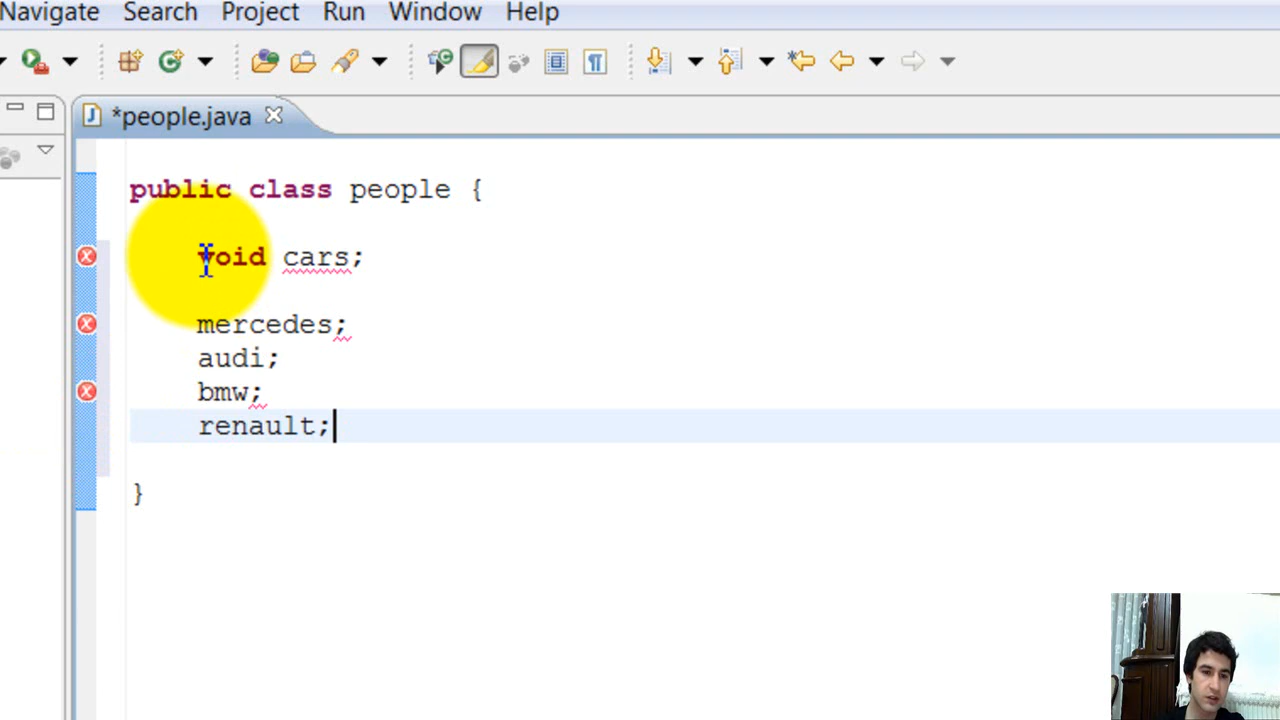 Navigate Search Project Run Window Help
*people.java
public class people {
void cars;
mercedes;
audi;
bmw;
renault;
}